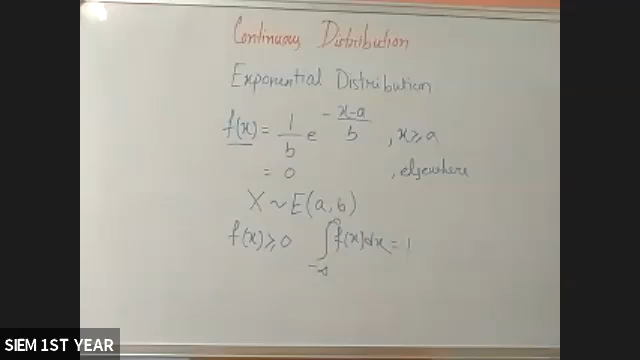 Continuous Distribution
Exponential Distribution
f(x) = 1/b e^{-(x-a)/b} , x ≥ a
= 0 , elsewhere
X ~ E(a, b)
f(x) ≥ 0 ∫_{-∞}^{∞} f(x)dx = 1
SIEM 1ST YEAR